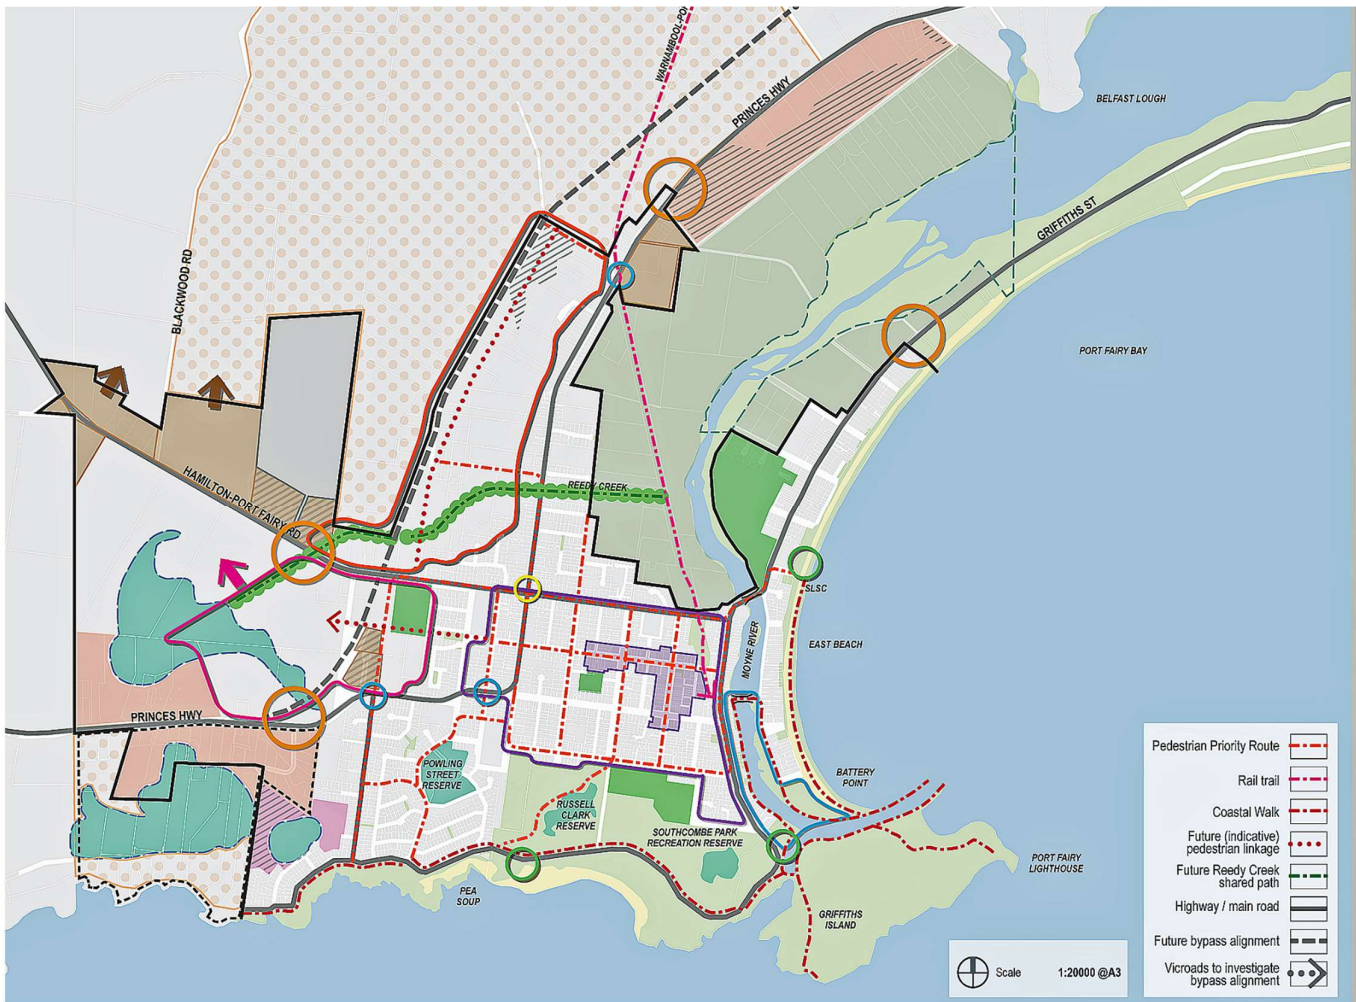 WARNAMBOOL-PO
PRINCES HWY
BELFAST LOUGH
GRIFFITHS ST
BLACKWOOD RD
PORT FAIRY BAY
HAMILTON-PORT FAIRY RD
REEDY CREEK
SLSC
MOYNE RIVER
EAST BEACH
PRINCES HWY
POWLING
STREET
RESERVE
BATTERY
POINT
RUSSELL
CLARK
RESERVE
SOUTHCOMBE PARK
RECREATION RESERVE
PORT FAIRY
LIGHTHOUSE
PEA
SOUP
GRIFFITHS
ISLAND
Pedestrian Priority Route
Rail trail
Coastal Walk
Future (indicative)
pedestrian linkage
Future Reedy Creek
shared path
Highway / main road
Future bypass alignment
Vicroads to investigate
bypass alignment
Scale 1:20000 @A3